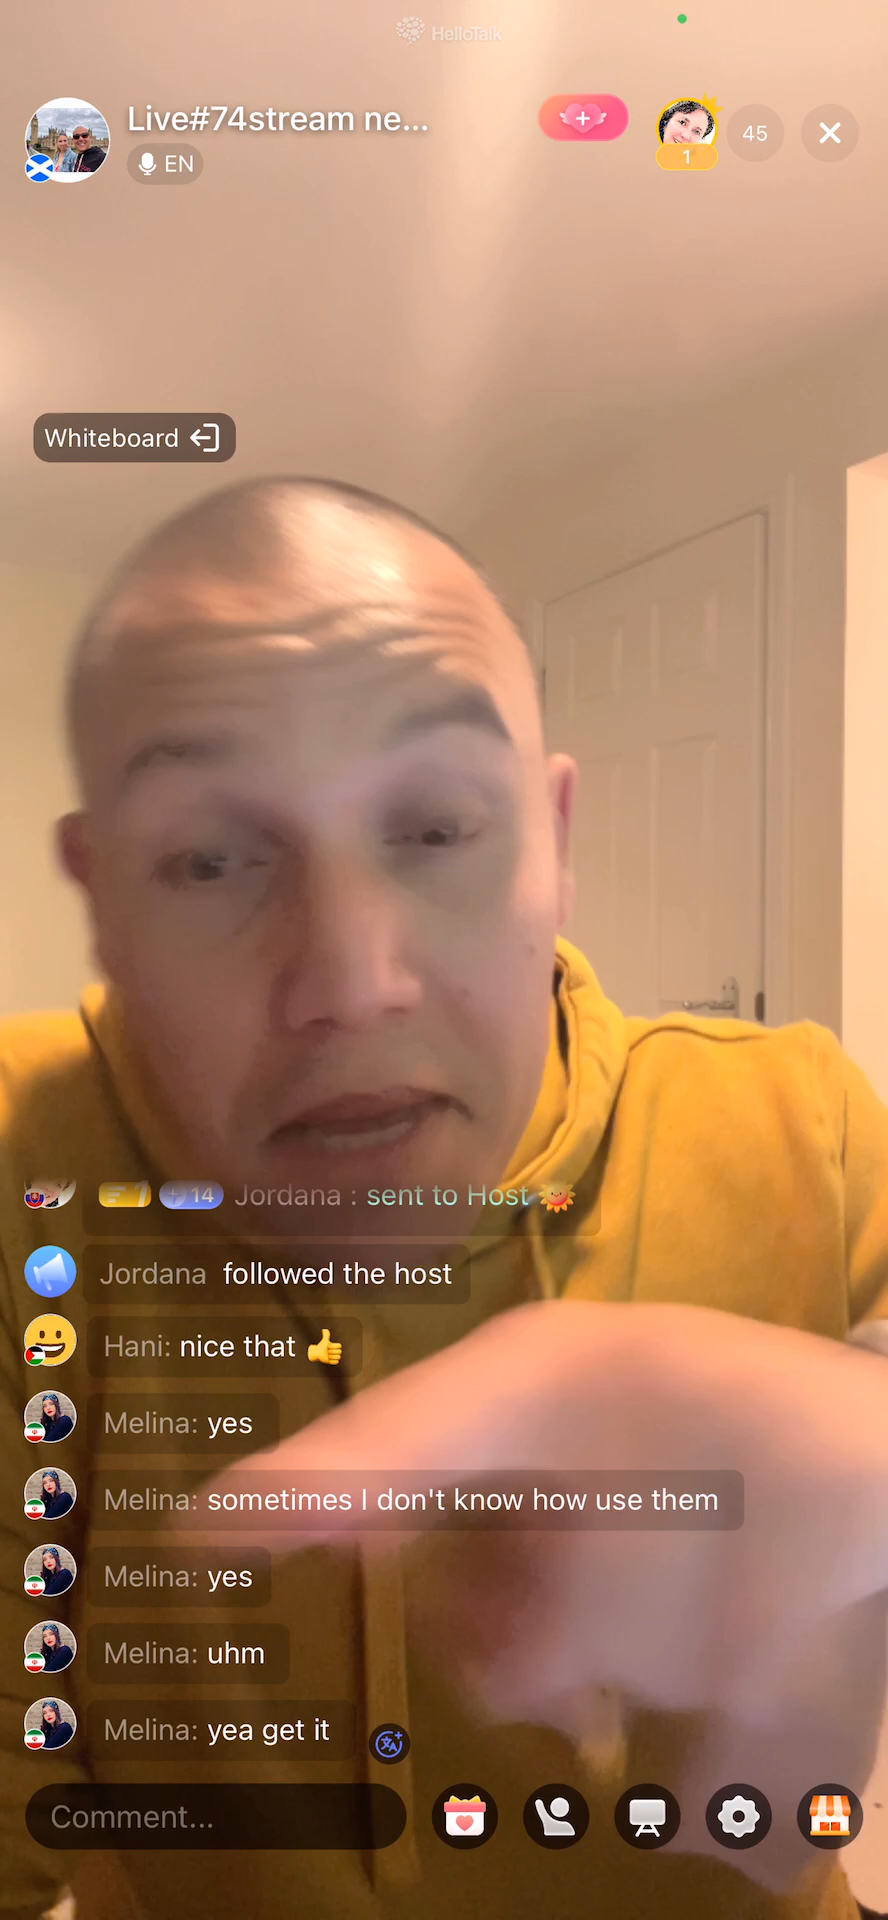 HelloTalk
Live#74stream ne...
EN
1
45
Whiteboard
1 14 Jordana : sent to Host
Jordana followed the host
Hani: nice that 👍
Melina: yes
Melina: sometimes I don't know how use them
Melina: yes
Melina: uhm
Melina: yea get it
Comment...